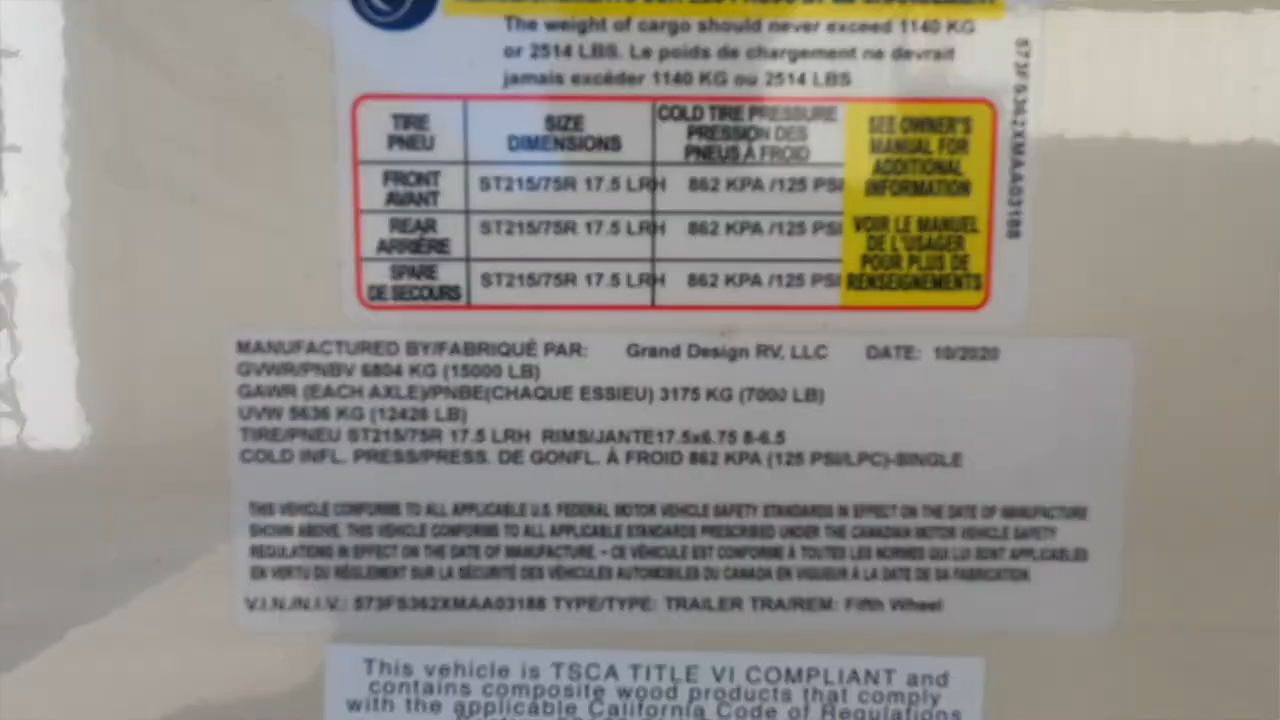 The weight of cargo should never exceed 1140 KG
or 2514 LBS. Le poids de chargement ne devrait
jamais excéder 1140 KG ou 2514 LBS
573FS362XMAA03188
TIRE
PNEU
SIZE
DIMENSIONS
COLD TIRE PRESSURE
PRESSION DES
PNEUS À FROID
SEE OWNER'S
MANUAL FOR
ADDITIONAL
INFORMATION
VOIR LE MANUEL
DE L'USAGER
POUR PLUS DE
RENSEIGNEMENTS
FRONT
AVANT
ST215/75R 17.5 LRH 862 KPA /125 PSI
REAR
ARRIÈRE
ST215/75R 17.5 LRH 862 KPA /125 PSI
SPARE
DE SECOURS
ST215/75R 17.5 LRH 862 KPA /125 PSI
MANUFACTURED BY/FABRIQUÉ PAR: Grand Design RV, LLC DATE: 10/2020
GVWR/PNBV 6804 KG (15000 LB)
GAWR (EACH AXLE)/PNBE(CHAQUE ESSIEU) 3175 KG (7000 LB)
UVW 5636 KG (12426 LB)
TIRE/PNEU ST215/75R 17.5 LRH RIMS/JANTE17.5x6.75 8-6.5
COLD INFL. PRESS/PRESS. DE GONFL. À FROID 862 KPA (125 PSI/LPC)-SINGLE
THIS VEHICLE CONFORMS TO ALL APPLICABLE U.S. FEDERAL MOTOR VEHICLE SAFETY STANDARDS IN EFFECT ON THE DATE OF MANUFACTURE
SHOWN ABOVE. THIS VEHICLE CONFORMS TO ALL APPLICABLE STANDARDS PRESCRIBED UNDER THE CANADIAN MOTOR VEHICLE SAFETY
REGULATIONS IN EFFECT ON THE DATE OF MANUFACTURE. - CE VÉHICULE EST CONFORME À TOUTES LES NORMES QUI LUI SONT APPLICABLES
EN VERTU DU RÈGLEMENT SUR LA SÉCURITÉ DES VÉHICULES AUTOMOBILES DU CANADA EN VIGUEUR À LA DATE DE SA FABRICATION
V.I.N./N.I.V.: 573FS362XMAA03188 TYPE/TYPE: TRAILER TRA/REM: Fifth Wheel
This vehicle is TSCA TITLE VI COMPLIANT and
contains composite wood products that comply
with the applicable California Code of Regulations